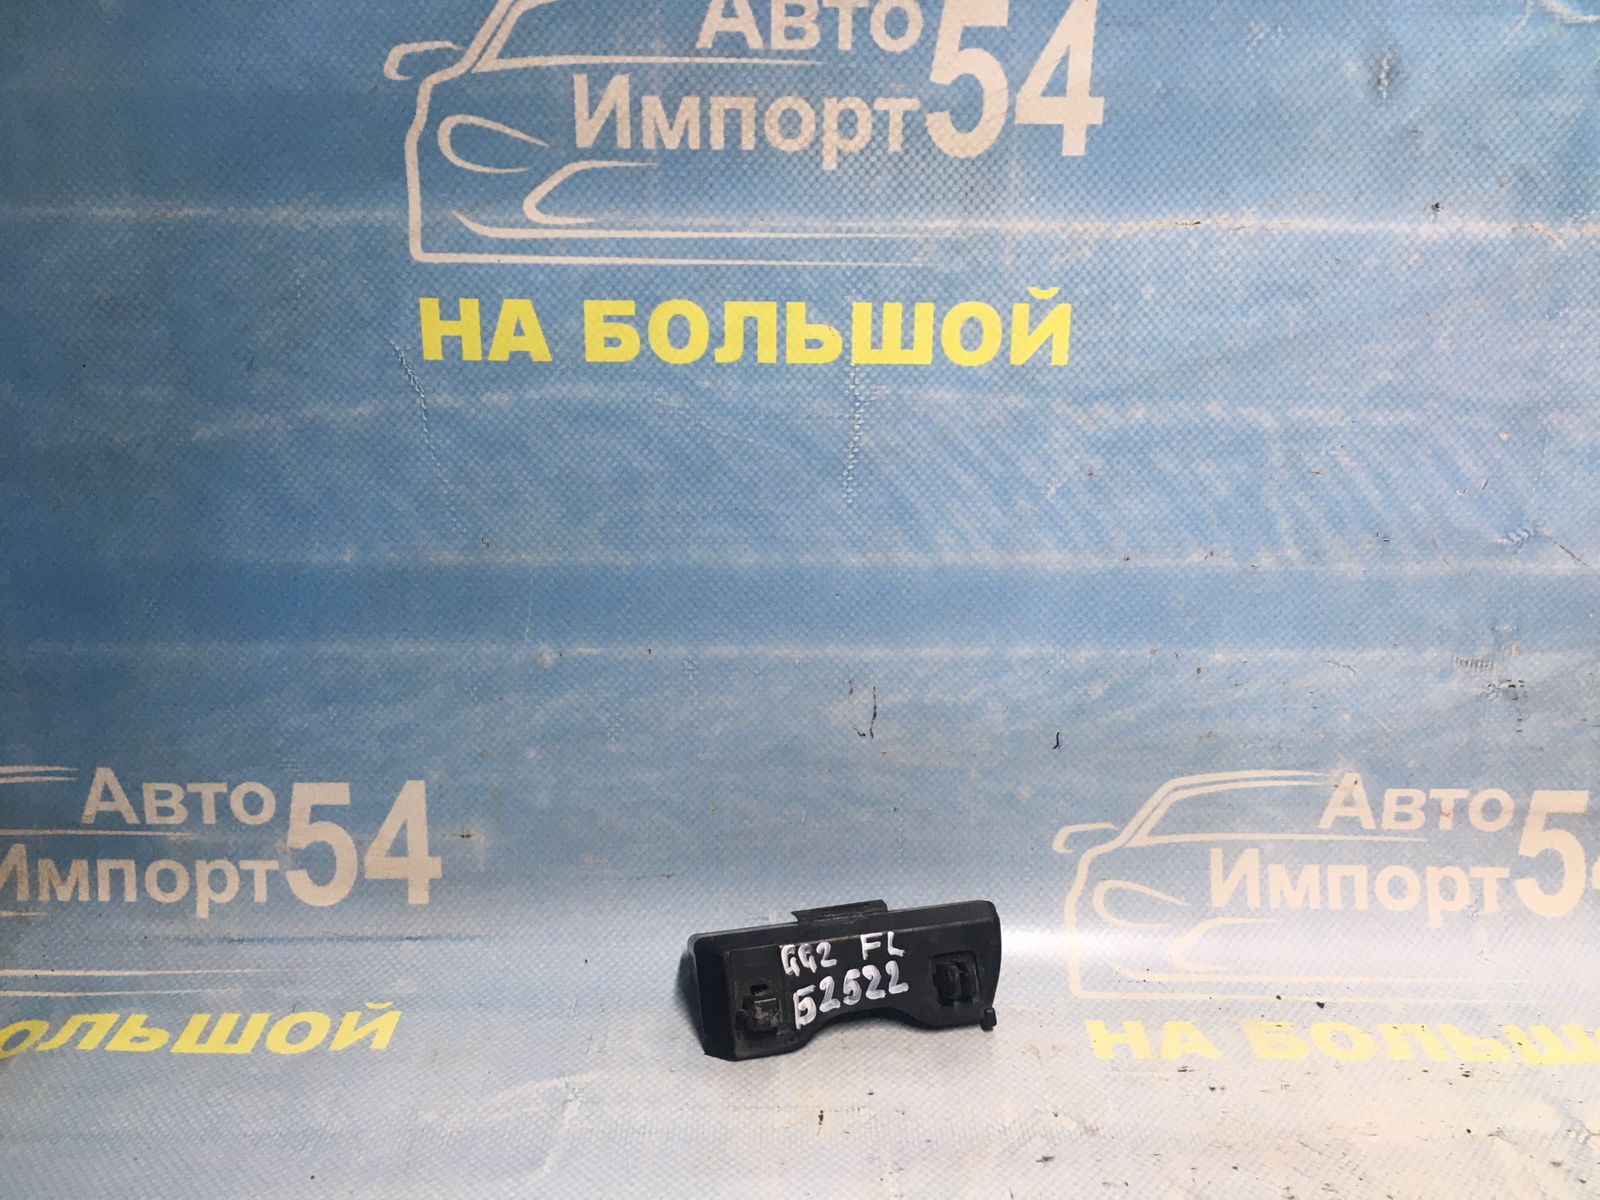 Авто
Импорт54
НА БОЛЬШОЙ
Авто
Импорт54
ОЛЬШОЙ
Авто
Импорт5
НА БОЛЬШ
GG2 FL
Б2522